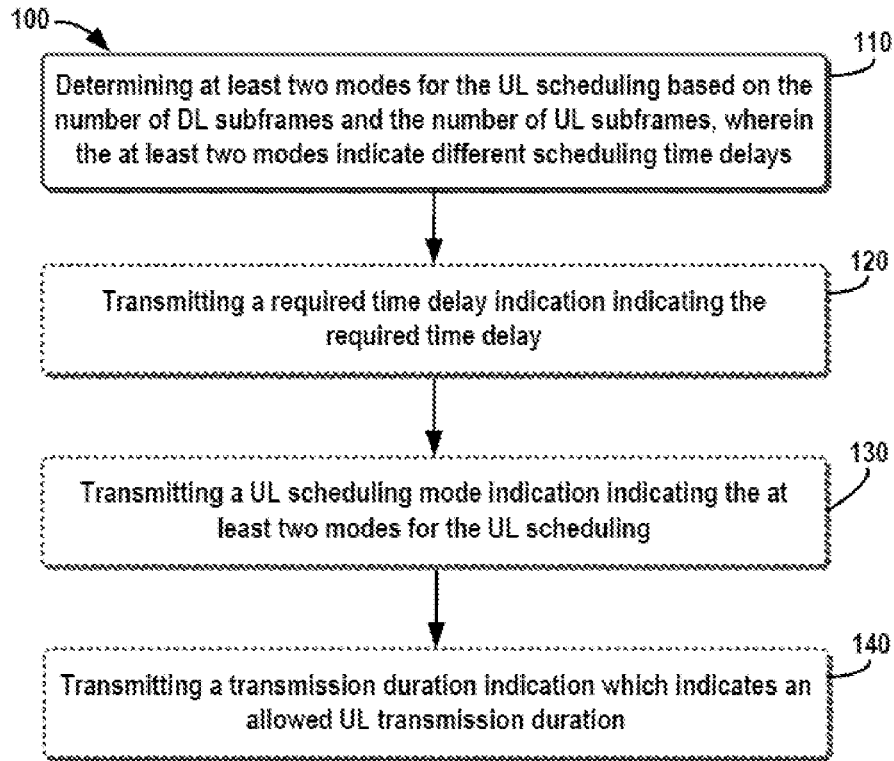 100
110
Determining at least two modes for the UL scheduling based on the
number of DL subframes and the number of UL subframes, wherein
the at least two modes indicate different scheduling time delays
120
Transmitting a required time delay indication indicating the
required time delay
130
Transmitting a UL scheduling mode indication indicating the at
least two modes for the UL scheduling
140
Transmitting a transmission duration indication which indicates an
allowed UL transmission duration